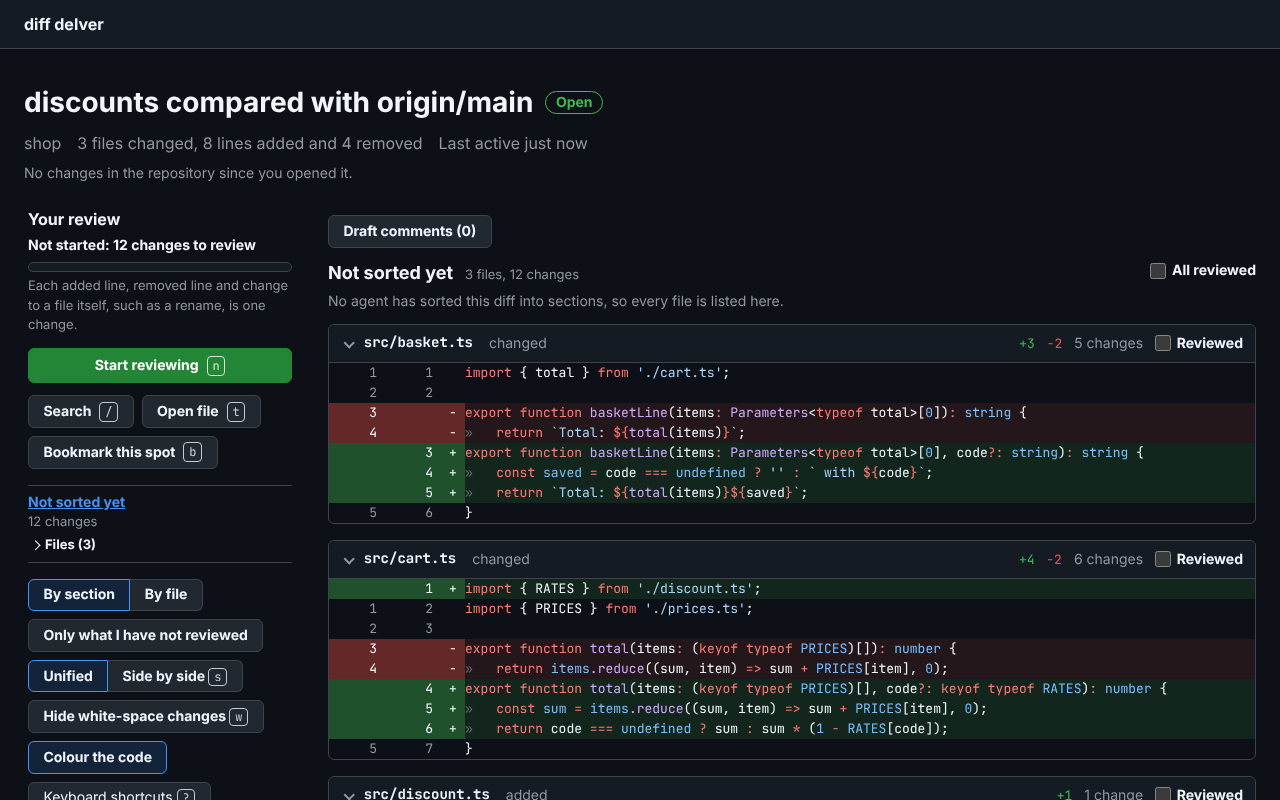 diff delver
discounts compared with origin/main Open
shop 3 files changed, 8 lines added and 4 removed Last active just now
No changes in the repository since you opened it.
Your review
Not started: 12 changes to review
Each added line, removed line and change
to a file itself, such as a rename, is one
change.
Start reviewing n
Search / Open file t
Bookmark this spot b
Not sorted yet
12 changes
Files (3)
By section By file
Only what I have not reviewed
Unified Side by side s
Hide white-space changes w
Colour the code
Keyboard shortcuts ?
Draft comments (0)
Not sorted yet 3 files, 12 changes All reviewed
No agent has sorted this diff into sections, so every file is listed here.
src/basket.ts changed +3 -2 5 changes Reviewed
1 1 import { total } from './cart.ts';
2 2
3 - export function basketLine(items: Parameters<typeof total>[0]): string {
4 - » return `Total: ${total(items)}`;
3 + export function basketLine(items: Parameters<typeof total>[0], code?: string): string {
4 + » const saved = code === undefined ? '' : ` with ${code}`;
5 + » return `Total: ${total(items)}${saved}`;
5 6 }
src/cart.ts changed +4 -2 6 changes Reviewed
1 + import { RATES } from './discount.ts';
1 2 import { PRICES } from './prices.ts';
2 3
3 - export function total(items: (keyof typeof PRICES)[]): number {
4 - » return items.reduce((sum, item) => sum + PRICES[item], 0);
4 + export function total(items: (keyof typeof PRICES)[], code?: keyof typeof RATES): number {
5 + » const sum = items.reduce((sum, item) => sum + PRICES[item], 0);
6 + » return code === undefined ? sum : sum * (1 - RATES[code]);
5 7 }
src/discount.ts added +1 1 change Reviewed